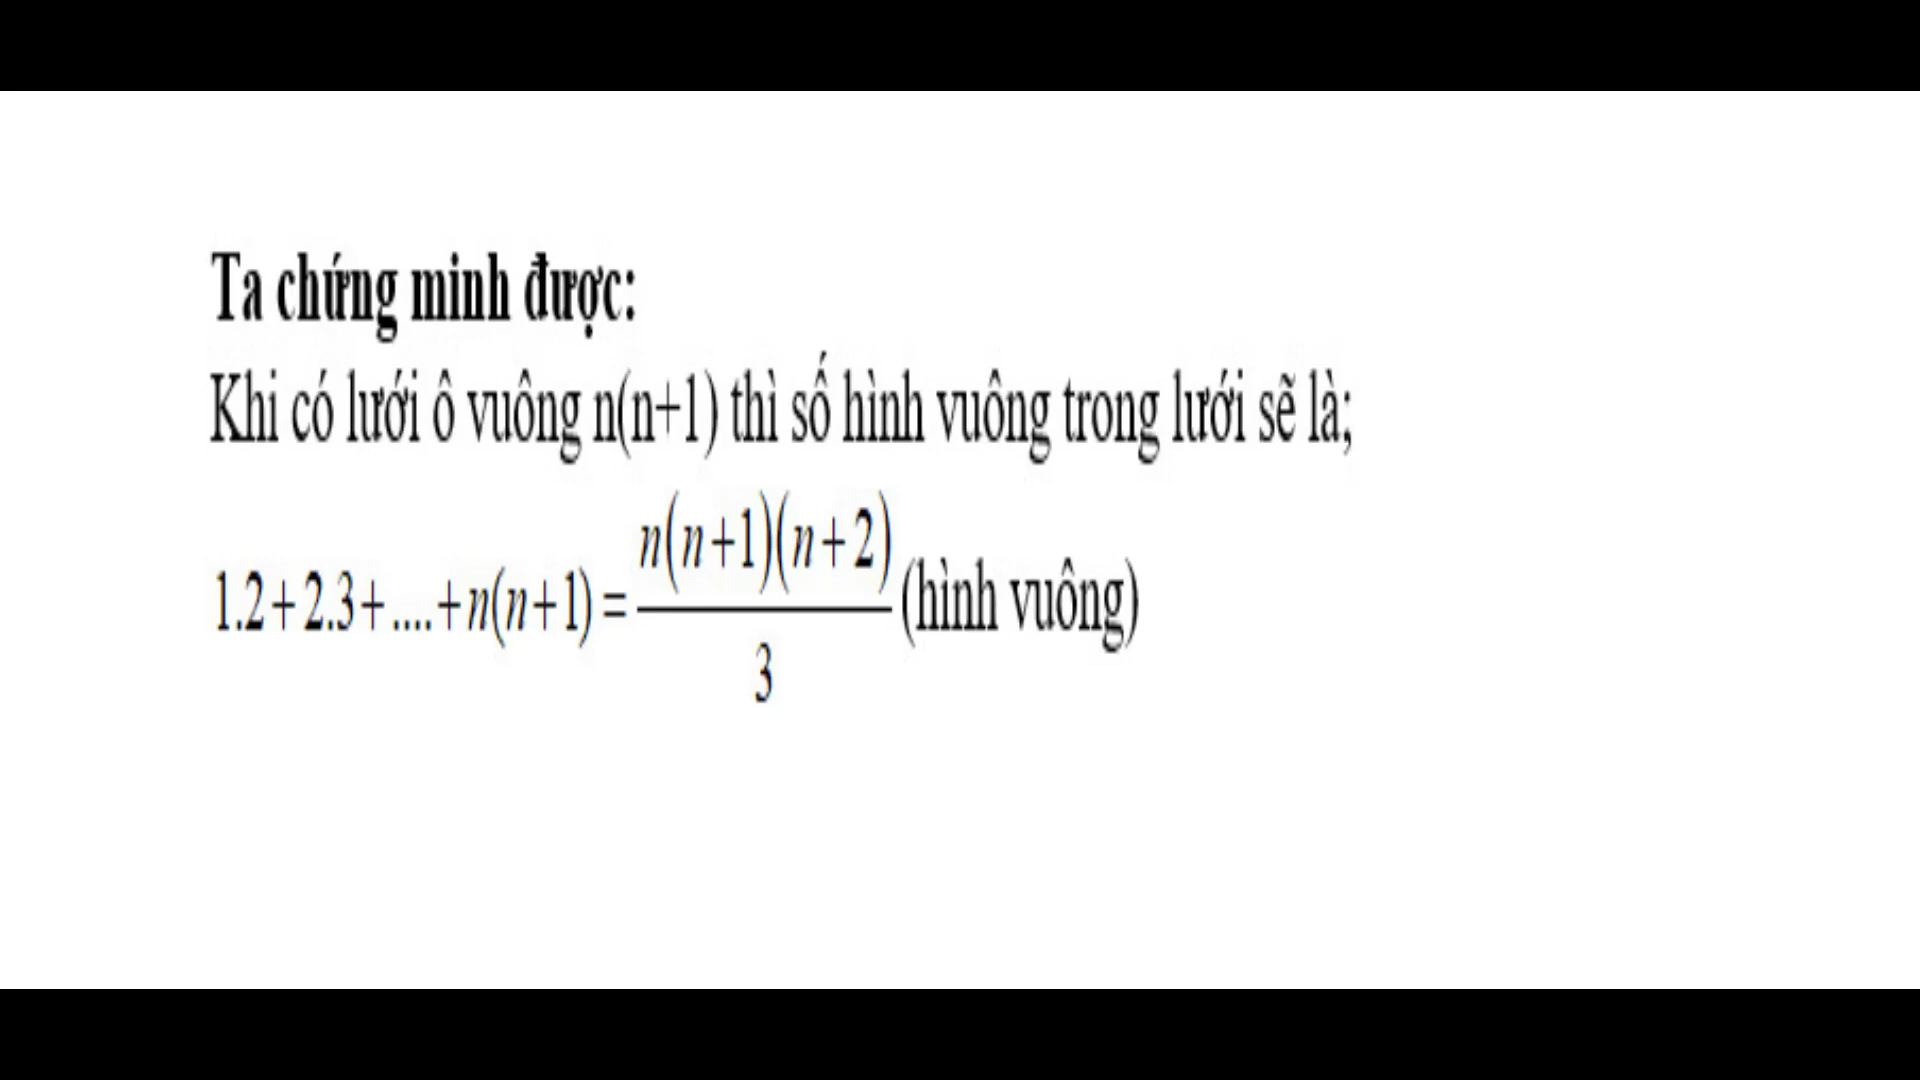 Ta chứng minh được:
Khi có lưới ô vuông n(n+1) thì số hình vuông trong lưới sẽ là;
1.2+2.3+....+n(n+1) = \frac{n(n+1)(n+2)}{3} (hình vuông)